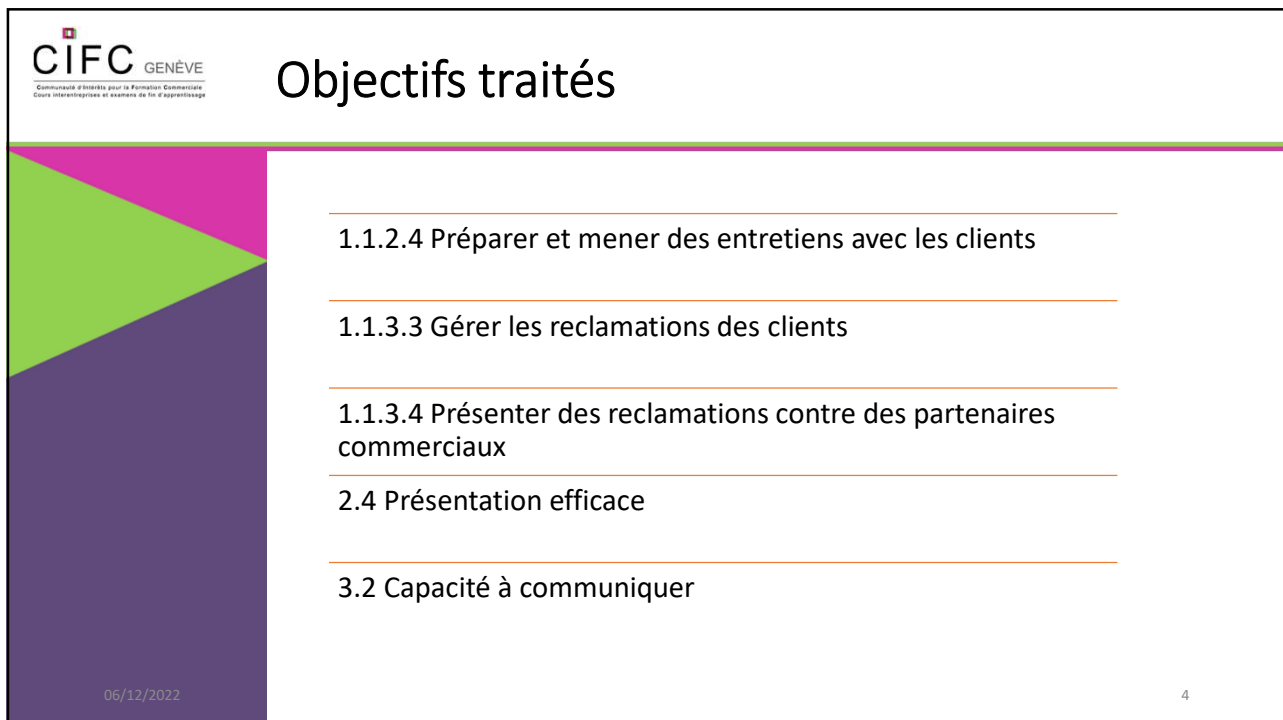 CIFC GENÈVE
Communauté d'Intérêts pour la Formation Commerciale
Cours interentreprises et examens de fin d'apprentissage
Objectifs traités
1.1.2.4 Préparer et mener des entretiens avec les clients
1.1.3.3 Gérer les reclamations des clients
1.1.3.4 Présenter des reclamations contre des partenaires
commerciaux
2.4 Présentation efficace
3.2 Capacité à communiquer
06/12/2022
4